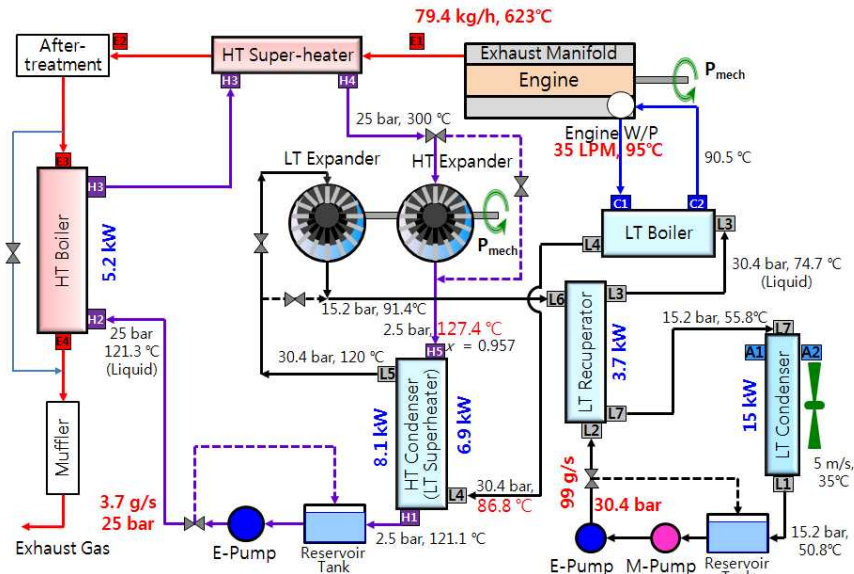 79.4 kg/h, 623℃
E2
After-
treatment
HT Super-heater
E1
Exhaust Manifold
Engine
Pmech
H3
H4
25 bar, 300 ℃
Engine W/P
35 LPM, 95℃
90.5 ℃
LT Expander
HT Expander
E3
H3
C1
C2
HT Boiler
5.2 kW
Pmech
LT Boiler
L4
L3
30.4 bar, 74.7 ℃
(Liquid)
15.2 bar, 91.4℃
L6
L3
H2
25 bar
121.3 ℃
(Liquid)
2.5 bar, 127.4 ℃
x = 0.957
15.2 bar, 55.8℃
L7
LT Recuperator
3.7 kW
E4
30.4 bar, 120 ℃
L5
H5
A1
A2
15 kW
LT Condenser
HT Condenser
(LT Superheater)
8.1 kW
6.9 kW
L7
L2
Muffler
5 m/s,
35℃
L4
30.4 bar,
86.8 ℃
99 g/s
30.4 bar
L1
3.7 g/s
25 bar
H1
2.5 bar, 121.1 ℃
15.2 bar,
50.8℃
Exhaust Gas
E-Pump
Reservoir
Tank
E-Pump
M-Pump
Reservoir
Tank